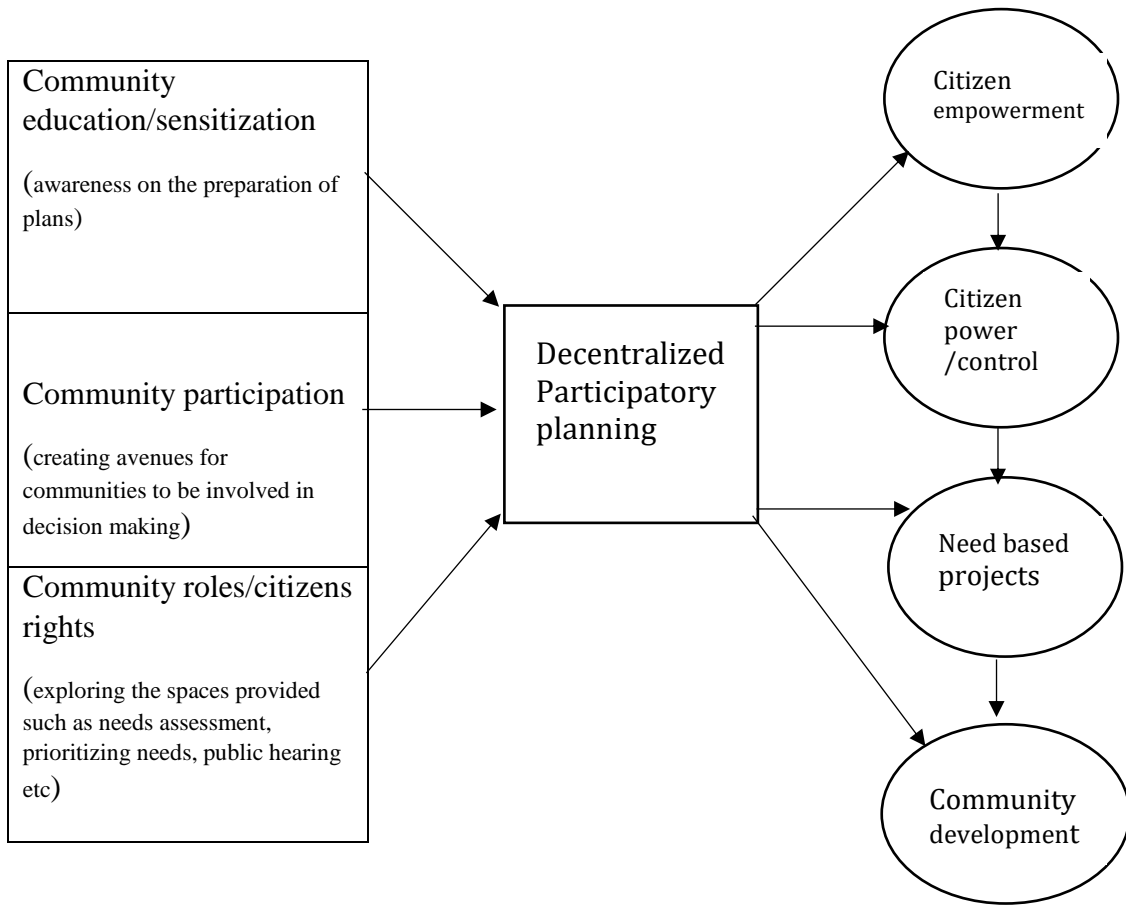 Community
education/sensitization
(awareness on the preparation of
plans)
Community participation
(creating avenues for
communities to be involved in
decision making)
Community roles/citizens
rights
(exploring the spaces provided
such as needs assessment,
prioritizing needs, public hearing
etc)
Decentralized
Participatory
planning
Citizen
empowerment
Citizen
power
/control
Need based
projects
Community
development